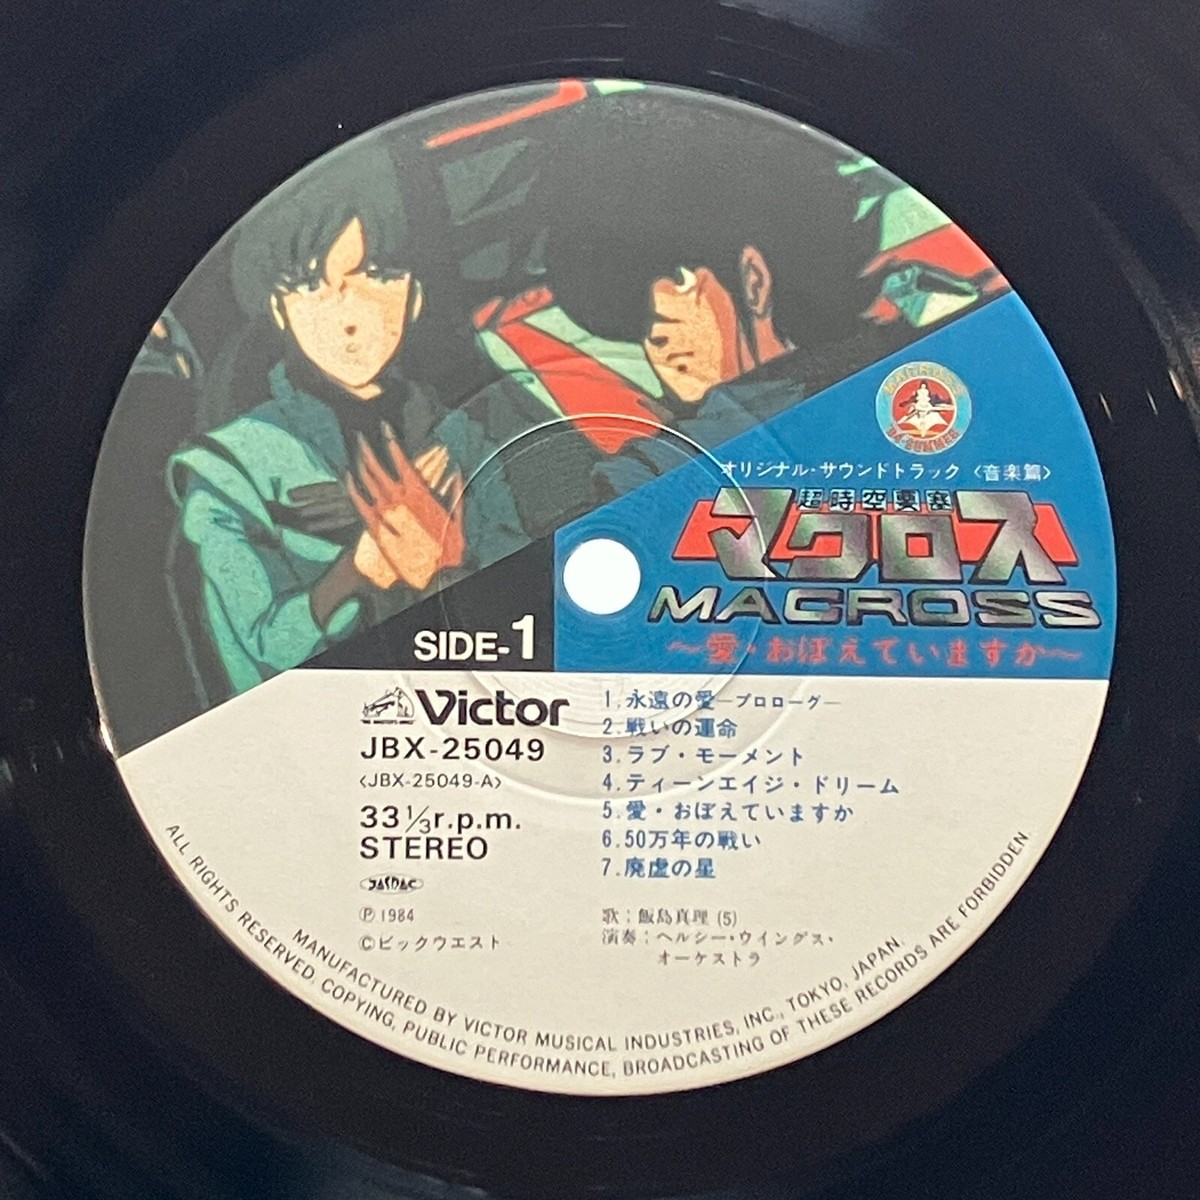 MACROSS
'84 SUMMER
オリジナル・サウンドトラック〈音楽篇〉
超時空要塞
マクロス
MACROSS
〜愛・おぼえていますか〜
SIDE-1
Victor
JBX-25049
〈JBX-25049-A〉
33 1/3 r.p.m.
STEREO
JASRAC
Ⓟ 1984
©ビックウエスト
1.永遠の愛—プロローグ—
2.戦いの運命
3.ラブ・モーメント
4.ティーンエイジ・ドリーム
5.愛・おぼえていますか
6.50万年の戦い
7.廃虚の星
歌：飯島真理(5)
演奏：ヘルシー・ウイングス・
オーケストラ
MANUFACTURED BY VICTOR MUSICAL INDUSTRIES, INC., TOKYO, JAPAN.
ALL RIGHTS RESERVED. COPYING, PUBLIC PERFORMANCE, BROADCASTING OF THESE RECORDS ARE FORBIDDEN.